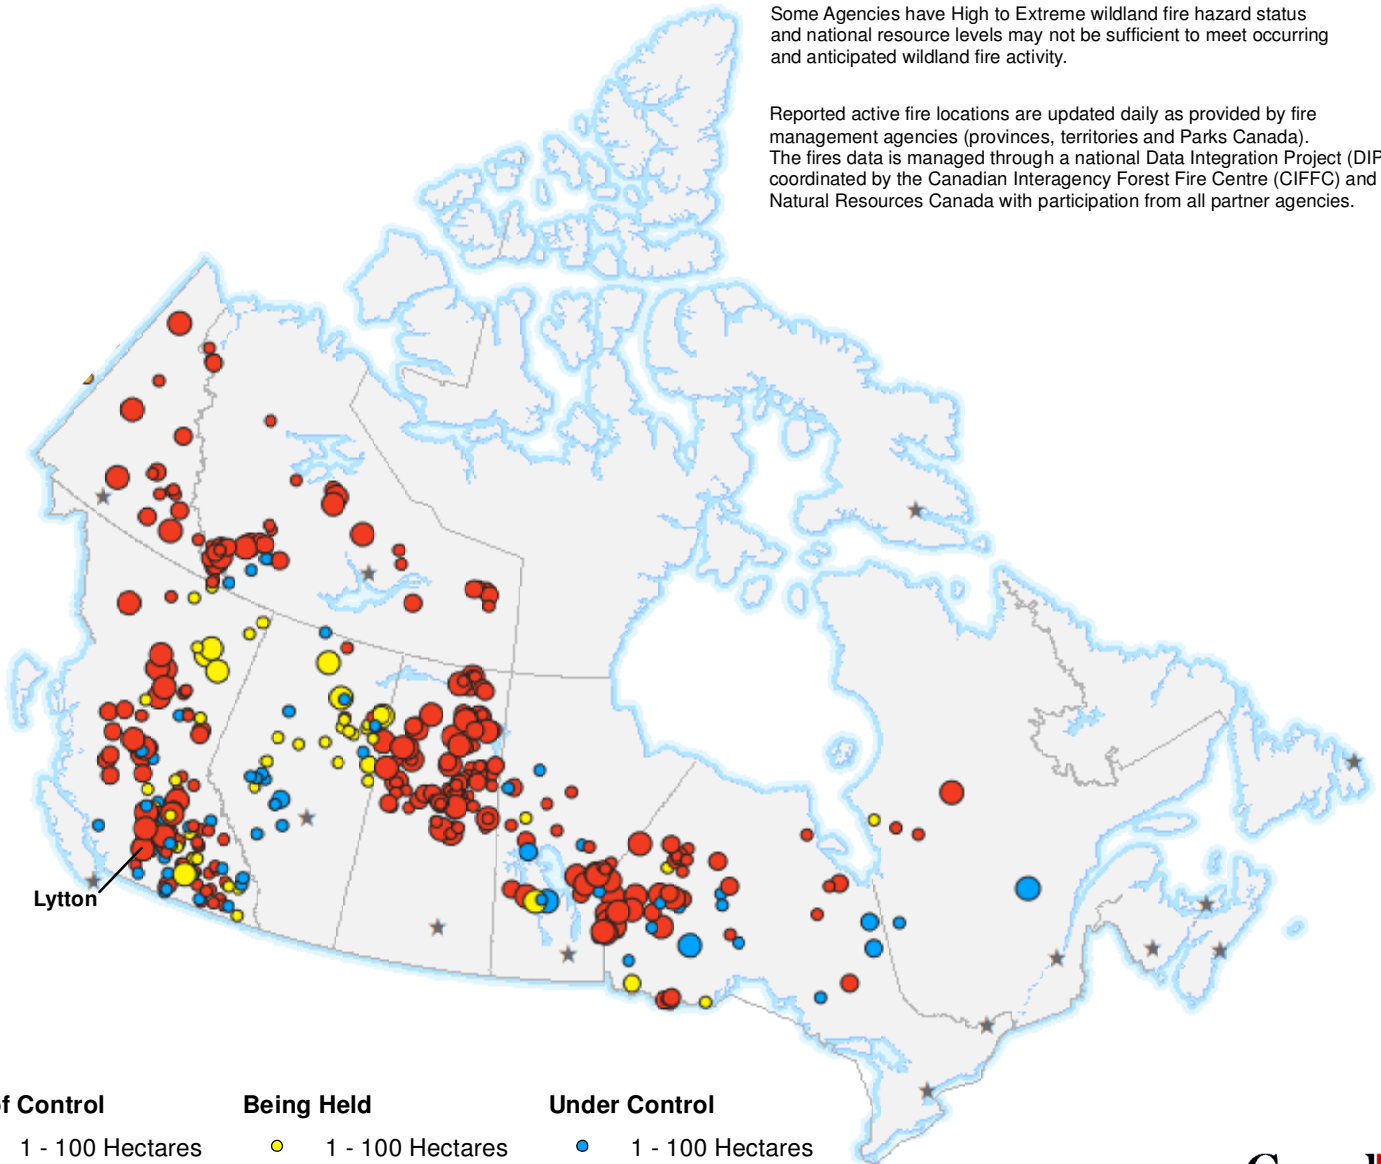 Some Agencies have High to Extreme wildland fire hazard status
and national resource levels may not be sufficient to meet occurring
and anticipated wildland fire activity.
Reported active fire locations are updated daily as provided by fire
management agencies (provinces, territories and Parks Canada).
The fires data is managed through a national Data Integration Project (DIP
coordinated by the Canadian Interagency Forest Fire Centre (CIFFC) and
Natural Resources Canada with participation from all partner agencies.
Lytton
of Control
Being Held
Under Control
1 - 100 Hectares
1 - 100 Hectares
1 - 100 Hectares